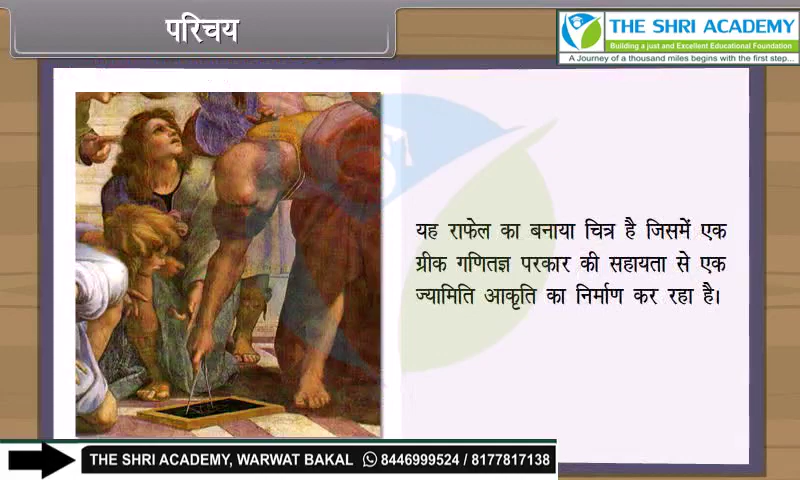 परिचय
THE SHRI ACADEMY
Building a just and Excellent Educational Foundation
A Journey of a thousand miles begins with the first step...
यह राफेल का बनाया चित्र है जिसमें एक
ग्रीक गणितज्ञ परकार की सहायता से एक
ज्यामिति आकृति का निर्माण कर रहा है।
THE SHRI ACADEMY, WARWAT BAKAL 8446999524 / 8177817138